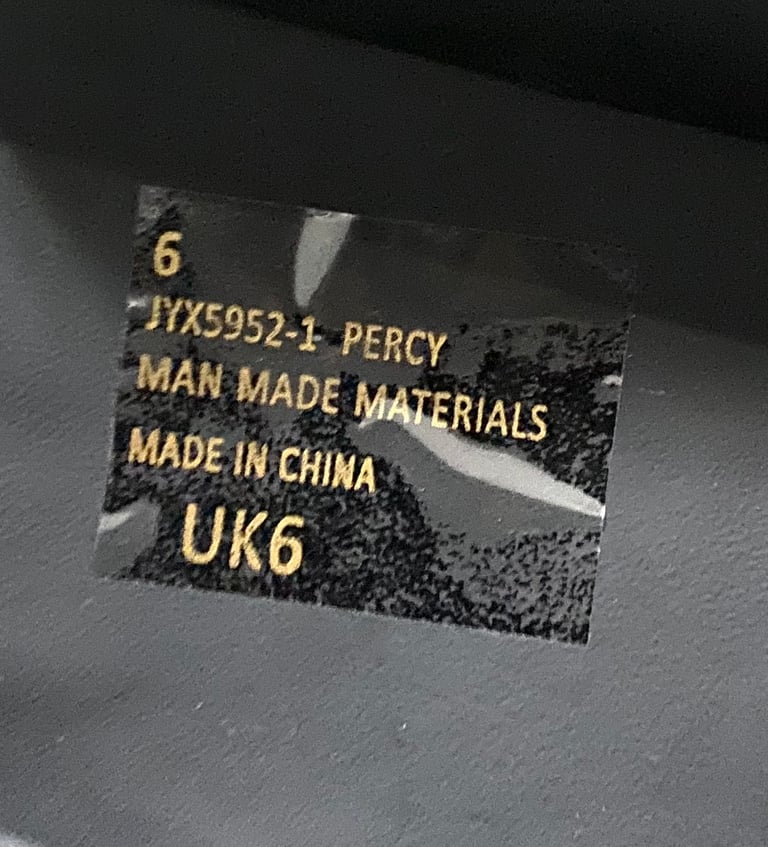 6
JYX5952-1 PERCY
MAN MADE MATERIALS
MADE IN CHINA
UK6